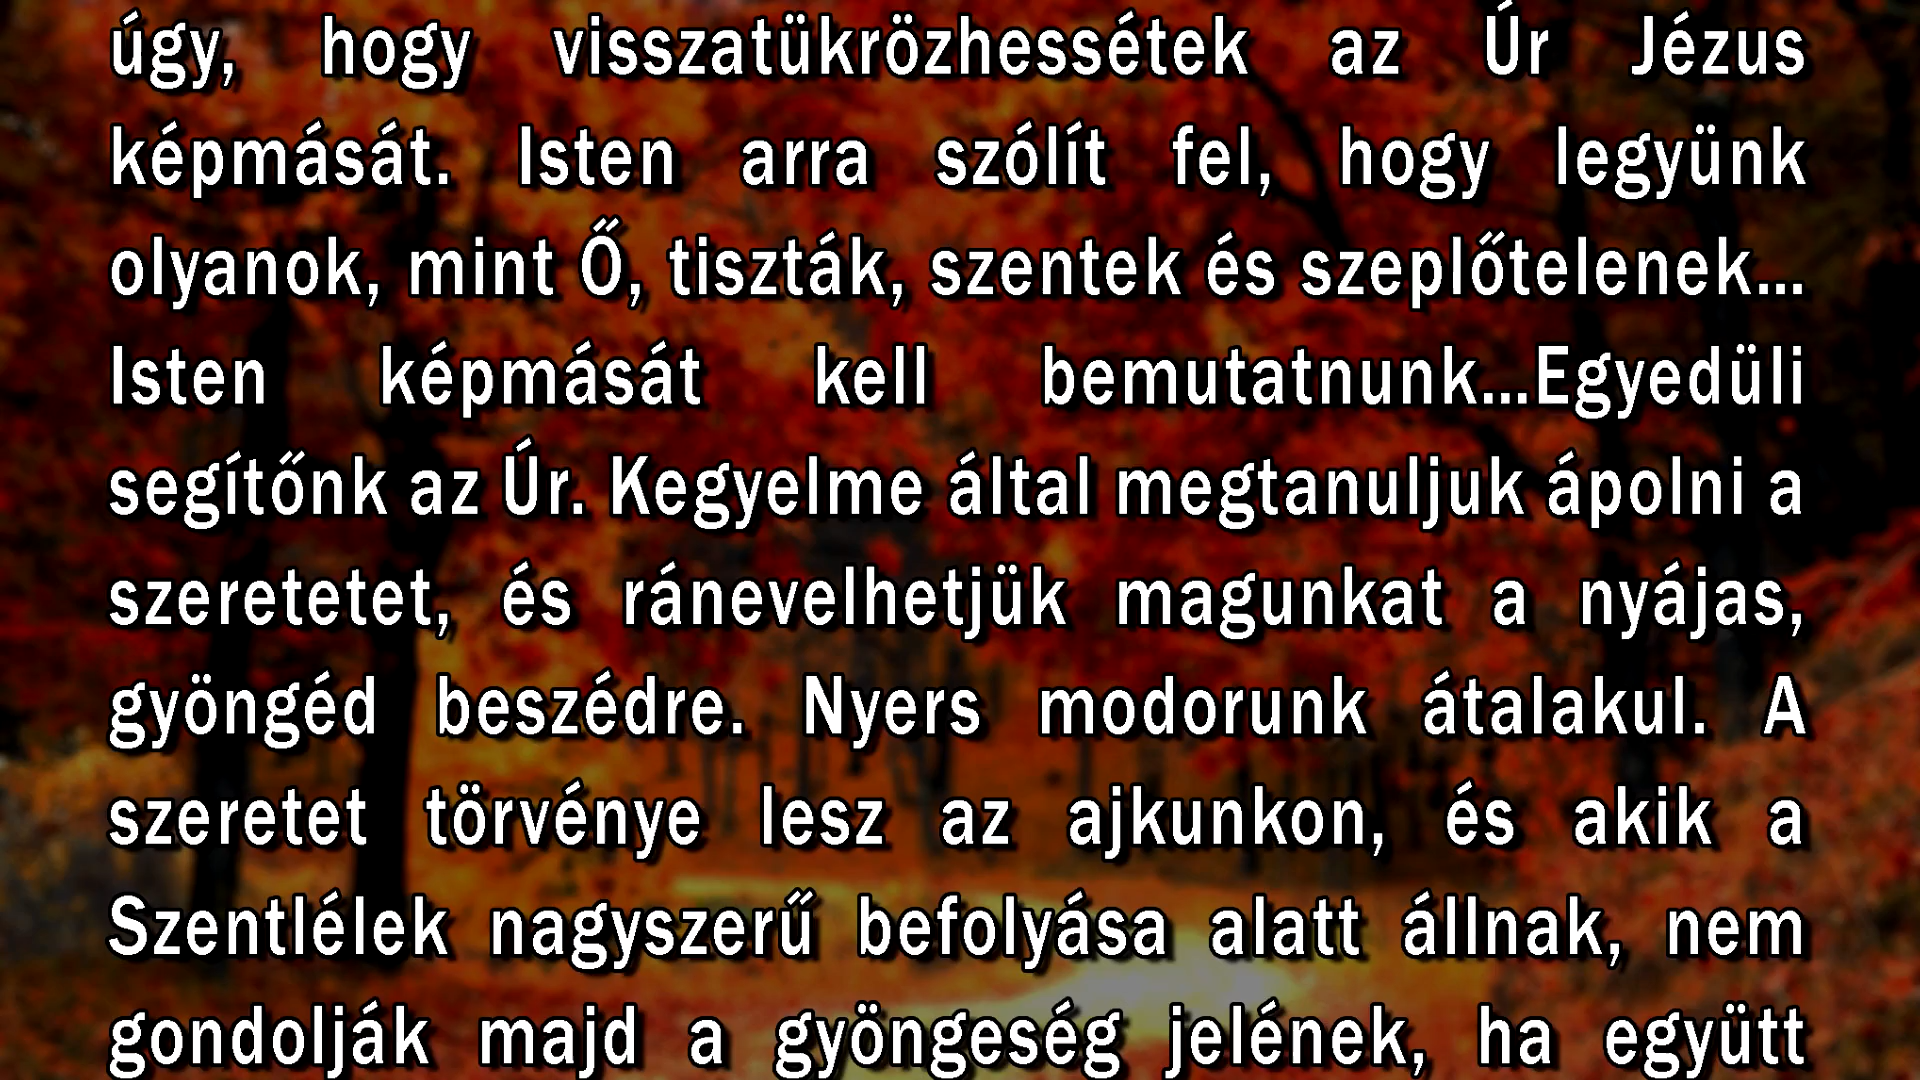 úgy, hogy visszatükrözhessétek az Úr Jézus
képmását. Isten arra szólít fel, hogy legyünk
olyanok, mint Ő, tiszták, szentek és szeplőtelenek...
Isten képmását kell bemutatnunk...Egyedüli
segítőnk az Úr. Kegyelme által megtanuljuk ápolni a
szeretetet, és ránevelhetjük magunkat a nyájas,
gyöngéd beszédre. Nyers modorunk átalakul. A
szeretet törvénye lesz az ajkunkon, és akik a
Szentlélek nagyszerű befolyása alatt állnak, nem
gondolják majd a gyöngeség jelének, ha együtt